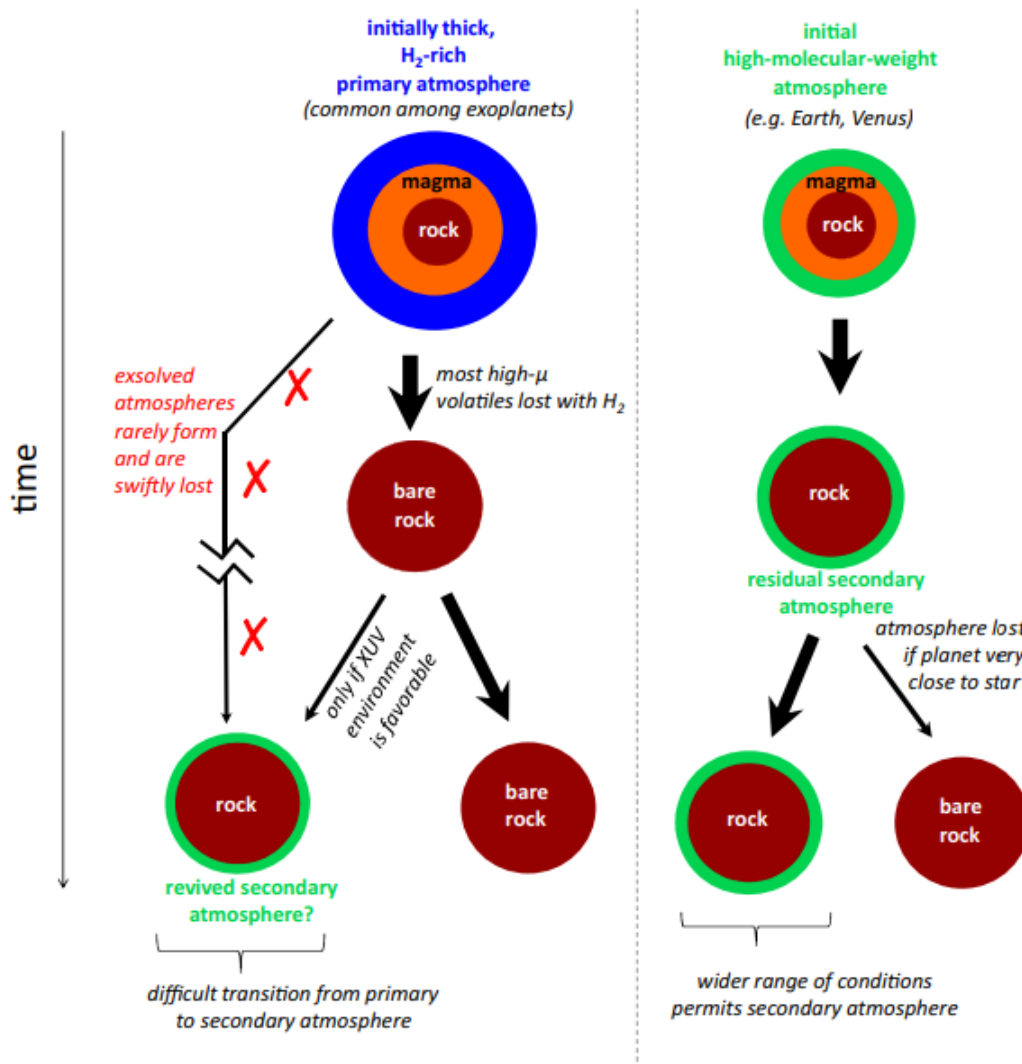 initially thick,
H₂-rich
primary atmosphere
(common among exoplanets)
magma
rock
exsolved
atmospheres
rarely form
and are
swiftly lost
most high-μ
volatiles lost with H₂
bare
rock
only if XUV
environment
is favorable
rock
bare
rock
revived secondary
atmosphere?
difficult transition from primary
to secondary atmosphere
time
initial
high-molecular-weight
atmosphere
(e.g. Earth, Venus)
magma
rock
rock
residual secondary
atmosphere
atmosphere lost
if planet very
close to star
rock
bare
rock
wider range of conditions
permits secondary atmosphere